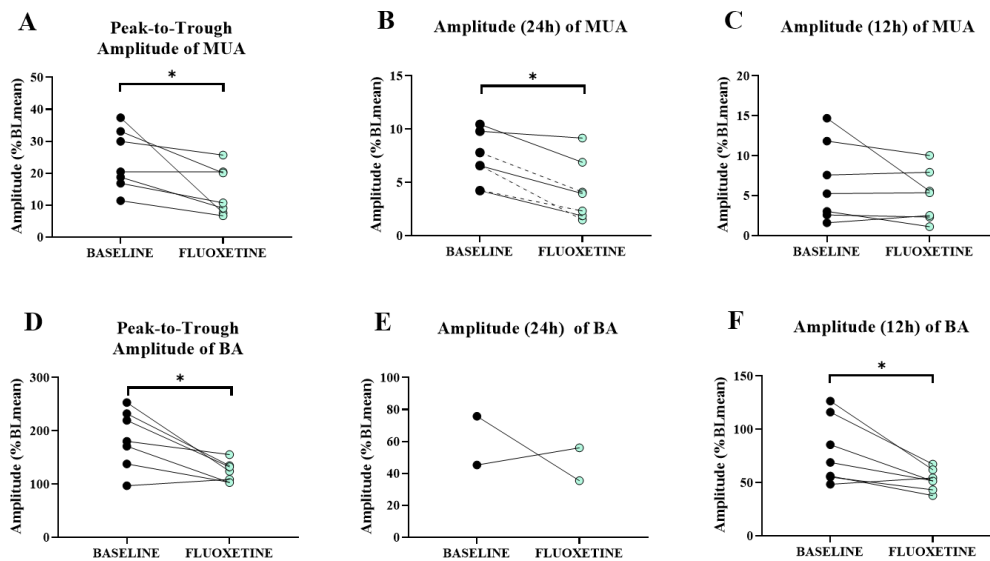 A
Peak-to-Trough
Amplitude of MUA
Amplitude (%BLmean)
50
40
30
20
10
0
*
BASELINE
FLUOXETINE
B
Amplitude (24h) of MUA
Amplitude (%BLmean)
15
10
5
0
*
BASELINE
FLUOXETINE
C
Amplitude (12h) of MUA
Amplitude (%BLmean)
20
15
10
5
0
BASELINE
FLUOXETINE
D
Peak-to-Trough
Amplitude of BA
Amplitude (%BLmean)
300
200
100
0
*
BASELINE
FLUOXETINE
E
Amplitude (24h) of BA
Amplitude (%BLmean)
100
80
60
40
20
0
BASELINE
FLUOXETINE
F
Amplitude (12h) of BA
Amplitude (%BLmean)
150
100
50
0
*
BASELINE
FLUOXETINE